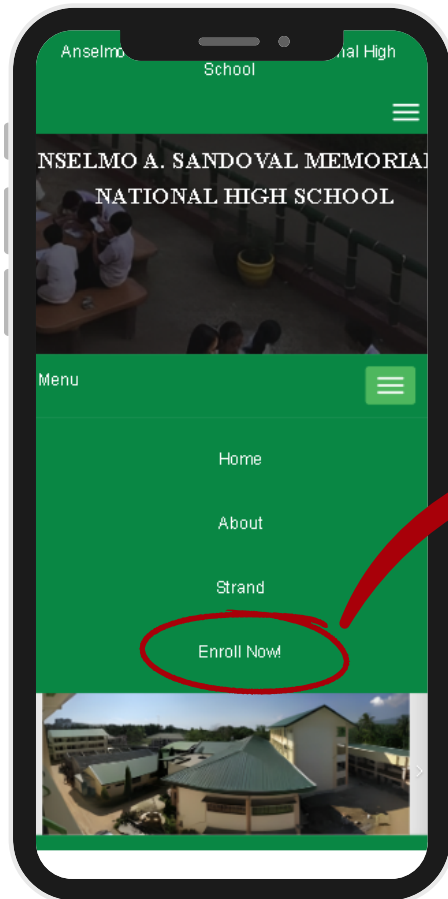 Anselmo nal High
School
NSELMO A. SANDOVAL MEMORIAL
NATIONAL HIGH SCHOOL
Menu
Home
About
Strand
Enroll Now!